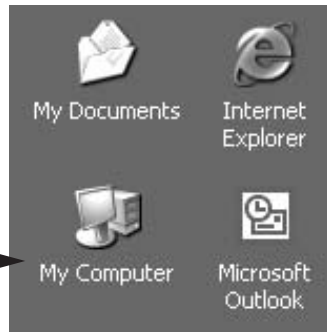 My Documents
Internet
Explorer
My Computer
Microsoft
Outlook